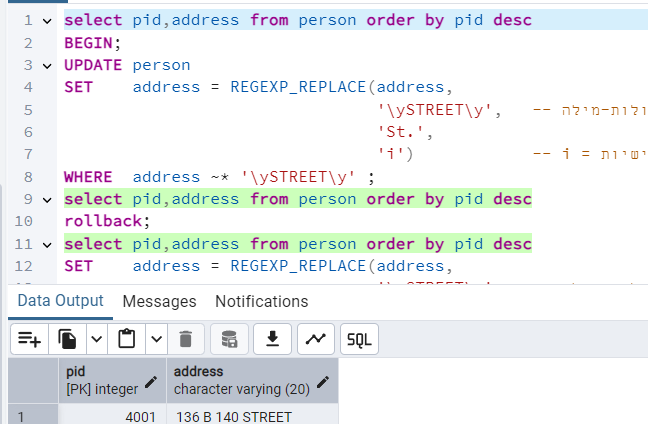 1 select pid,address from person order by pid desc
2 BEGIN;
3 UPDATE person
4 SET address = REGEXP_REPLACE(address,
5 '\ySTREET\y', -- ולות-מילה
6 'St.',
7 'i') -- i = ישיות
8 WHERE address ~* '\ySTREET\y' ;
9 select pid,address from person order by pid desc
10 rollback;
11 select pid,address from person order by pid desc
12 SET address = REGEXP_REPLACE(address,
Data Output Messages Notifications
SQL
pid address
[PK] integer character varying (20)
1 4001 136 B 140 STREET